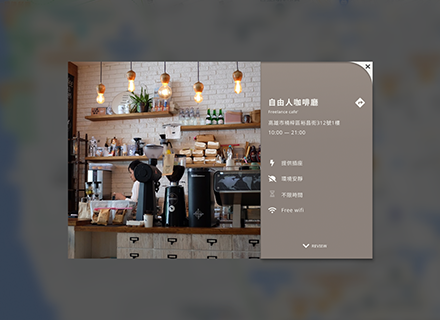 自由人咖啡廳
freelance cafe'
高雄市楠梓區裕昌街312號1樓
10:00 — 21:00
提供插座
環境安靜
不限時間
Free wifi
REVIEW